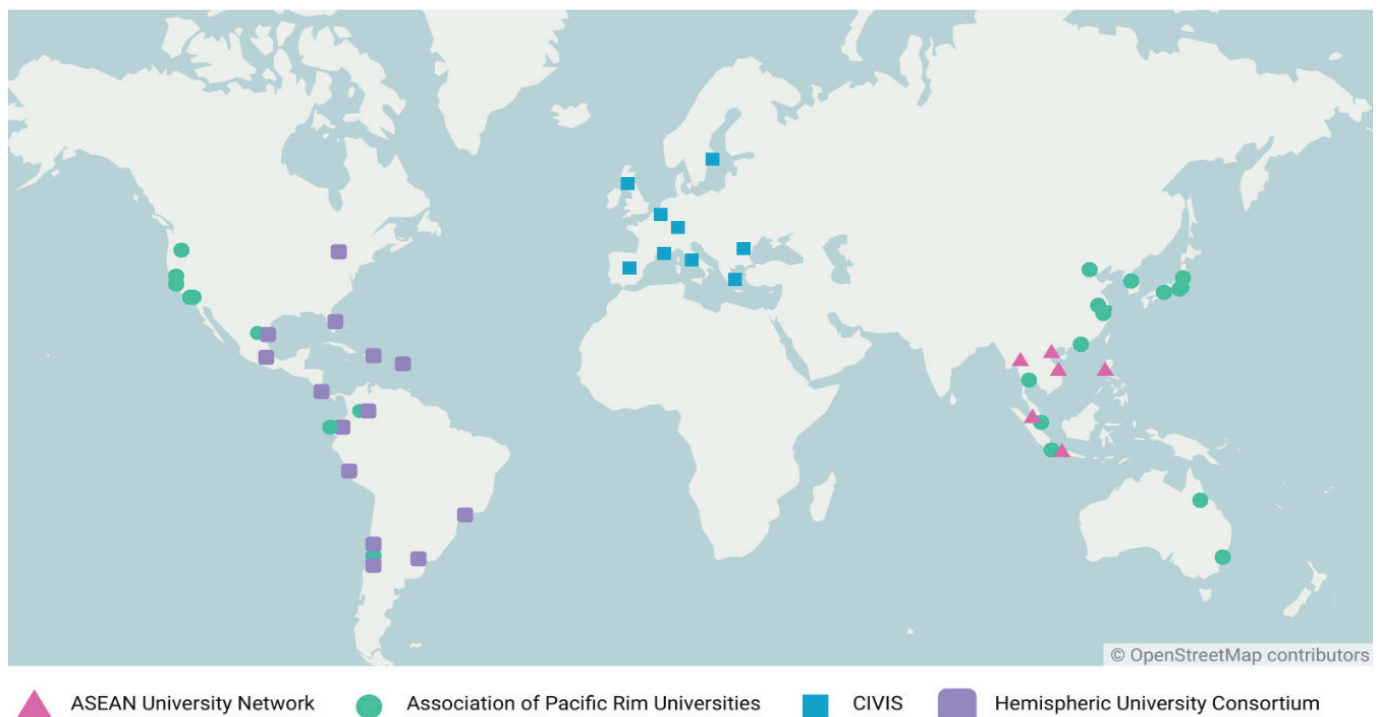 © OpenStreetMap contributors
ASEAN University Network Association of Pacific Rim Universities CIVIS Hemispheric University Consortium